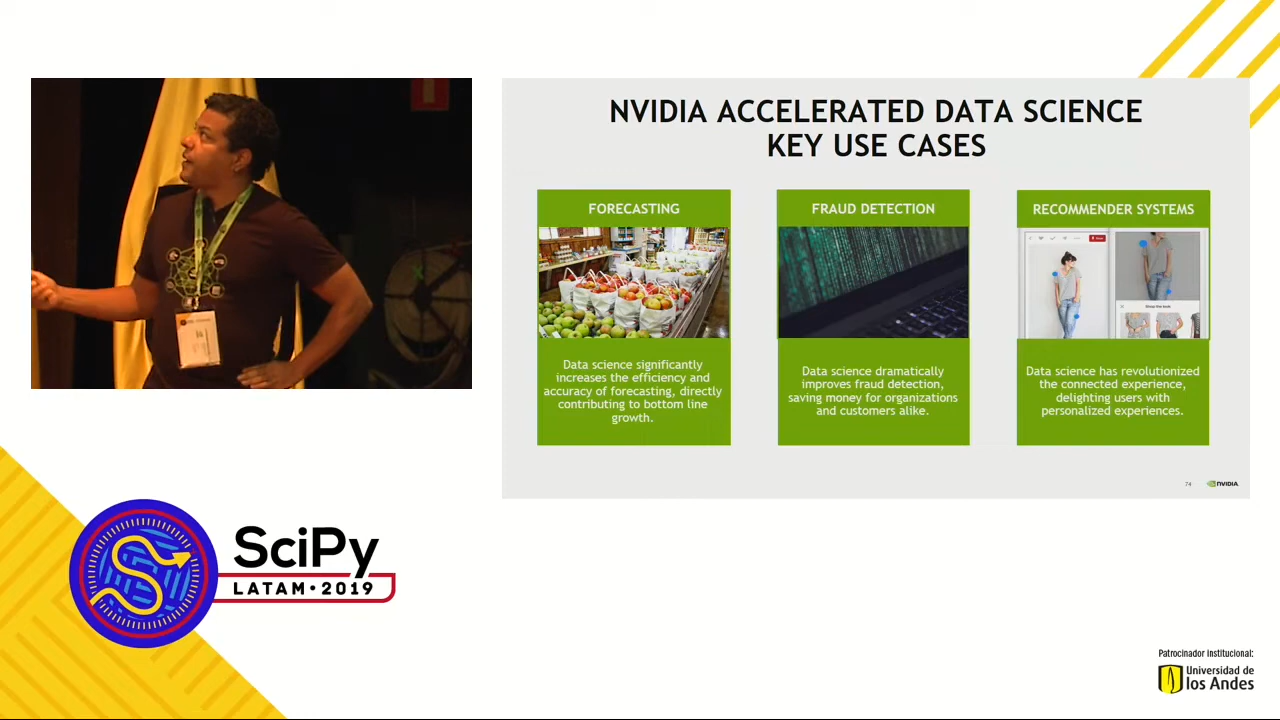 NVIDIA ACCELERATED DATA SCIENCE
KEY USE CASES
FORECASTING
Data science significantly
increases the efficiency and
accuracy of forecasting, directly
contributing to bottom line
growth.
FRAUD DETECTION
Data science dramatically
improves fraud detection,
saving money for organizations
and customers alike.
RECOMMENDER SYSTEMS
Data science has revolutionized
the connected experience,
delighting users with
personalized experiences.
74
NVIDIA
SciPy
LATAM • 2019
Patrocinador institucional:
Universidad de
los Andes